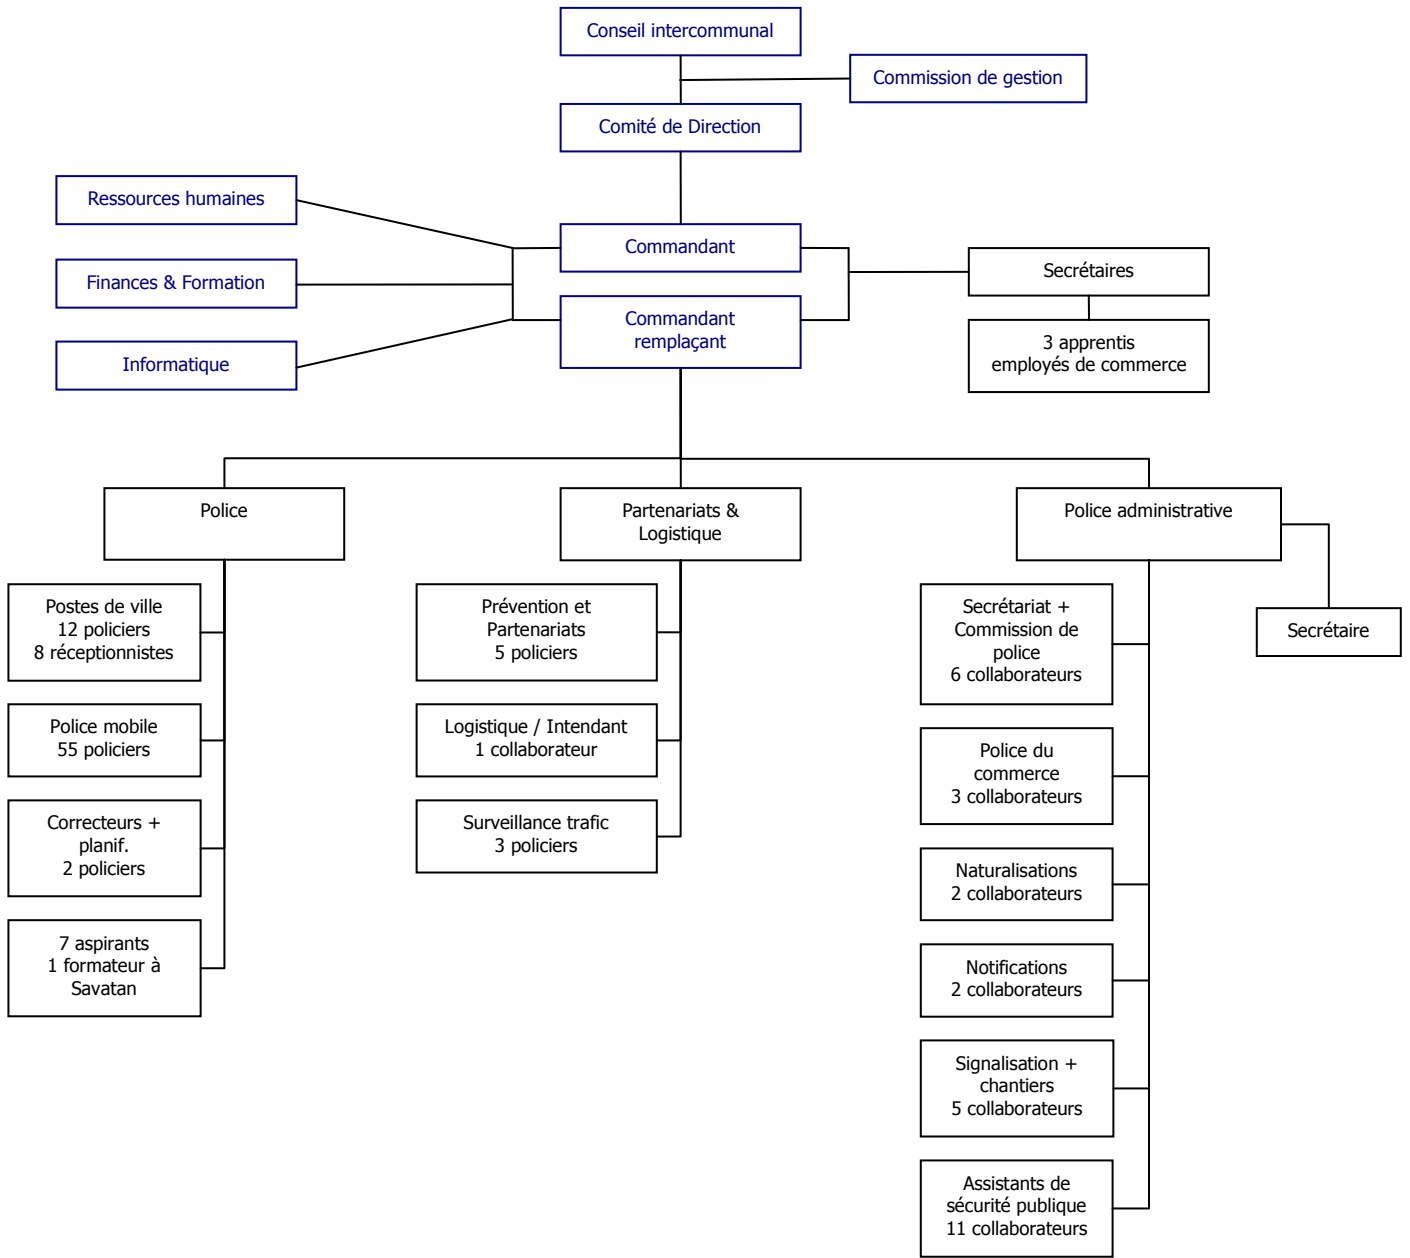 Conseil intercommunal
Commission de gestion
Comité de Direction
Ressources humaines
Finances & Formation
Informatique
Commandant
Commandant
remplaçant
Secrétaires
3 apprentis
employés de commerce
Police
Postes de ville
12 policiers
8 réceptionnistes
Police mobile
55 policiers
Correcteurs +
planif.
2 policiers
7 aspirants
1 formateur à
Savatan
Partenariats &
Logistique
Prévention et
Partenariats
5 policiers
Logistique / Intendant
1 collaborateur
Surveillance trafic
3 policiers
Police administrative
Secrétaire
Secrétariat +
Commission de
police
6 collaborateurs
Police du
commerce
3 collaborateurs
Naturalisations
2 collaborateurs
Notifications
2 collaborateurs
Signalisation +
chantiers
5 collaborateurs
Assistants de
sécurité publique
11 collaborateurs